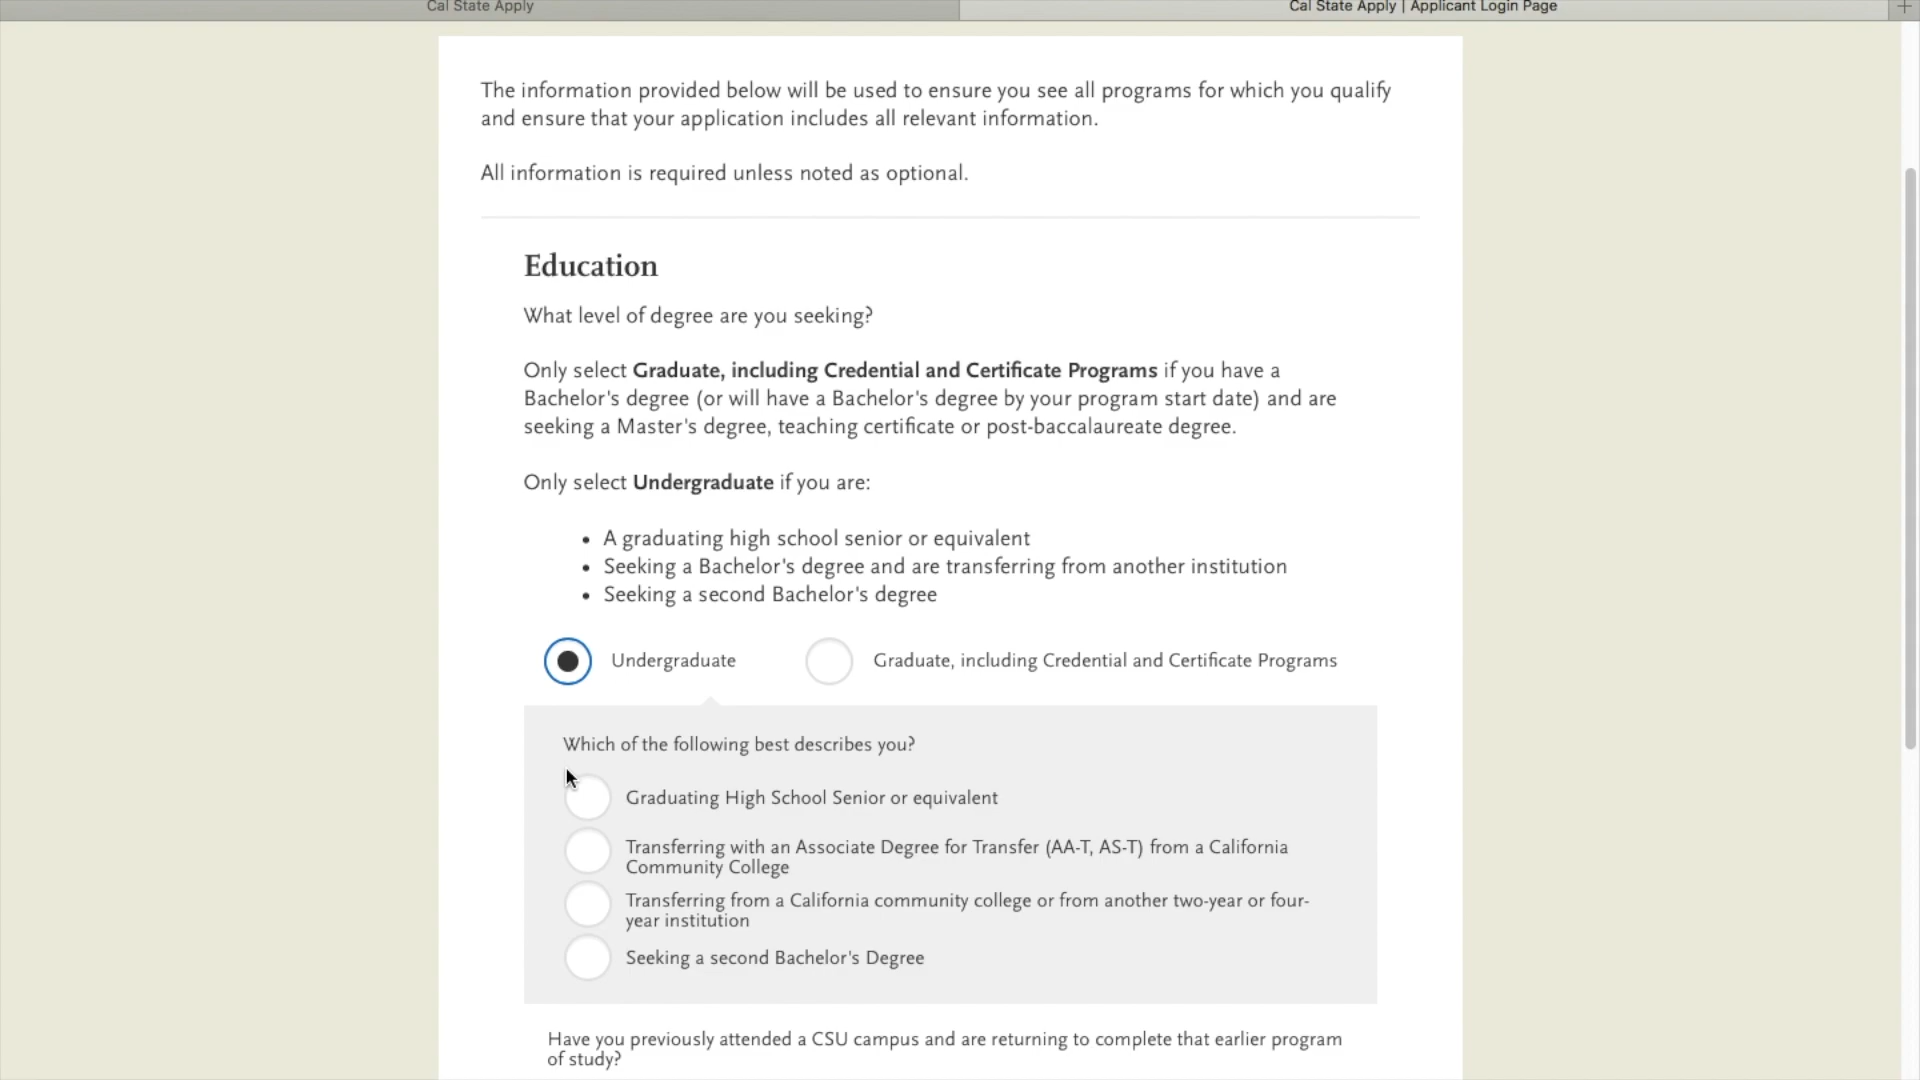 Cal State Apply
Cal State Apply | Applicant Login Page
The information provided below will be used to ensure you see all programs for which you qualify
and ensure that your application includes all relevant information.
All information is required unless noted as optional.
Education
What level of degree are you seeking?
Only select Graduate, including Credential and Certificate Programs if you have a
Bachelor's degree (or will have a Bachelor's degree by your program start date) and are
seeking a Master's degree, teaching certificate or post-baccalaureate degree.
Only select Undergraduate if you are:
• A graduating high school senior or equivalent
• Seeking a Bachelor's degree and are transferring from another institution
• Seeking a second Bachelor's degree
Undergraduate
Graduate, including Credential and Certificate Programs
Which of the following best describes you?
Graduating High School Senior or equivalent
Transferring with an Associate Degree for Transfer (AA-T, AS-T) from a California
Community College
Transferring from a California community college or from another two-year or four-
year institution
Seeking a second Bachelor's Degree
Have you previously attended a CSU campus and are returning to complete that earlier program
of study?